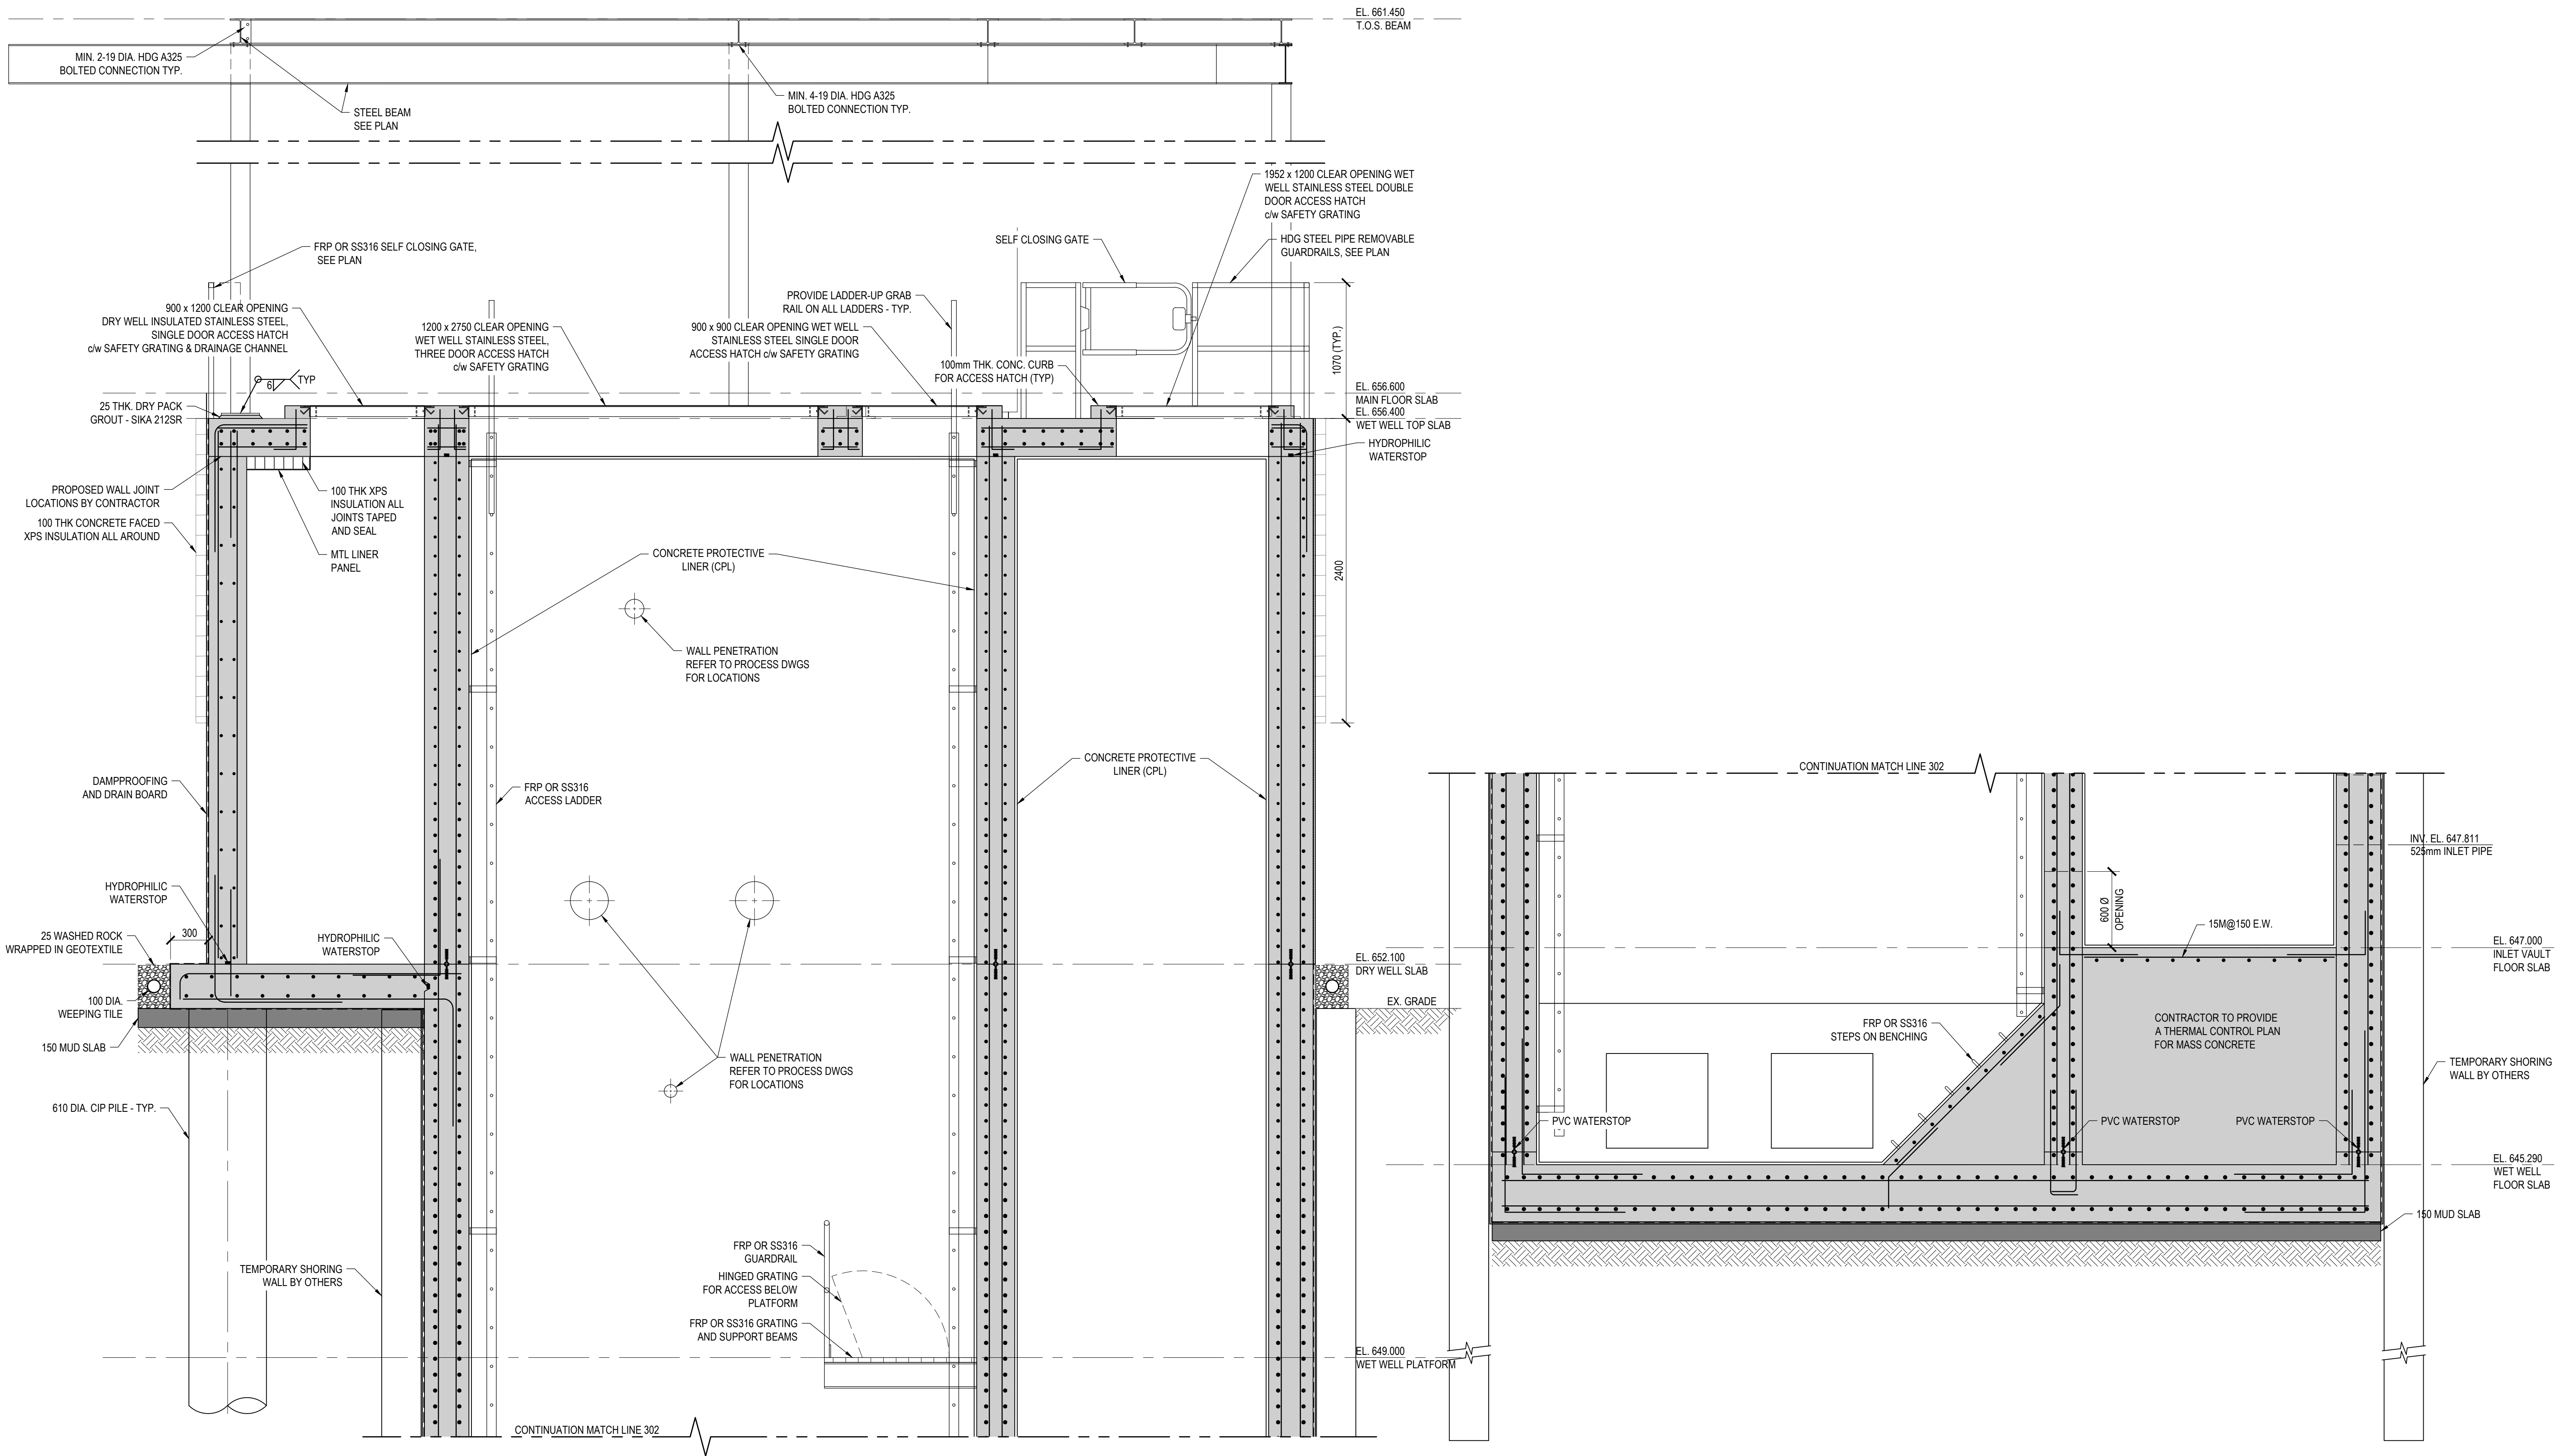 EL. 661.450
T.O.S. BEAM
MIN. 2-19 DIA. HDG A325
BOLTED CONNECTION TYP.
STEEL BEAM
SEE PLAN
MIN. 4-19 DIA. HDG A325
BOLTED CONNECTION TYP.
1952 x 1200 CLEAR OPENING WET
WELL STAINLESS STEEL DOUBLE
DOOR ACCESS HATCH
c/w SAFETY GRATING
FRP OR SS316 SELF CLOSING GATE,
SEE PLAN
SELF CLOSING GATE
HDG STEEL PIPE REMOVABLE
GUARDRAILS, SEE PLAN
900 x 1200 CLEAR OPENING
DRY WELL INSULATED STAINLESS STEEL,
SINGLE DOOR ACCESS HATCH
c/w SAFETY GRATING & DRAINAGE CHANNEL
1200 x 2750 CLEAR OPENING
WET WELL STAINLESS STEEL,
THREE DOOR ACCESS HATCH
c/w SAFETY GRATING
PROVIDE LADDER-UP GRAB
RAIL ON ALL LADDERS - TYP.
900 x 900 CLEAR OPENING WET WELL
STAINLESS STEEL SINGLE DOOR
ACCESS HATCH c/w SAFETY GRATING
100mm THK. CONC. CURB
FOR ACCESS HATCH (TYP)
1070 (TYP.)
6
TYP
25 THK. DRY PACK
GROUT - SIKA 212SR
EL. 656.600
MAIN FLOOR SLAB
EL. 656.400
WET WELL TOP SLAB
HYDROPHILIC
WATERSTOP
PROPOSED WALL JOINT
LOCATIONS BY CONTRACTOR
100 THK CONCRETE FACED
XPS INSULATION ALL AROUND
100 THK XPS
INSULATION ALL
JOINTS TAPED
AND SEAL
MTL LINER
PANEL
CONCRETE PROTECTIVE
LINER (CPL)
2400
WALL PENETRATION
REFER TO PROCESS DWGS
FOR LOCATIONS
DAMPPROOFING
AND DRAIN BOARD
FRP OR SS316
ACCESS LADDER
CONCRETE PROTECTIVE
LINER (CPL)
HYDROPHILIC
WATERSTOP
25 WASHED ROCK
WRAPPED IN GEOTEXTILE
300
HYDROPHILIC
WATERSTOP
100 DIA.
WEEPING TILE
150 MUD SLAB
EL. 652.100
DRY WELL SLAB
EX. GRADE
WALL PENETRATION
REFER TO PROCESS DWGS
FOR LOCATIONS
610 DIA. CIP PILE - TYP.
TEMPORARY SHORING
WALL BY OTHERS
FRP OR SS316
GUARDRAIL
HINGED GRATING
FOR ACCESS BELOW
PLATFORM
FRP OR SS316 GRATING
AND SUPPORT BEAMS
EL. 649.000
WET WELL PLATFORM
CONTINUATION MATCH LINE 302
CONTINUATION MATCH LINE 302
INV. EL. 647.811
525mm INLET PIPE
600 Ø
OPENING
15M@150 E.W.
EL. 647.000
INLET VAULT
FLOOR SLAB
FRP OR SS316
STEPS ON BENCHING
CONTRACTOR TO PROVIDE
A THERMAL CONTROL PLAN
FOR MASS CONCRETE
TEMPORARY SHORING
WALL BY OTHERS
PVC WATERSTOP
PVC WATERSTOP
PVC WATERSTOP
EL. 645.290
WET WELL
FLOOR SLAB
150 MUD SLAB